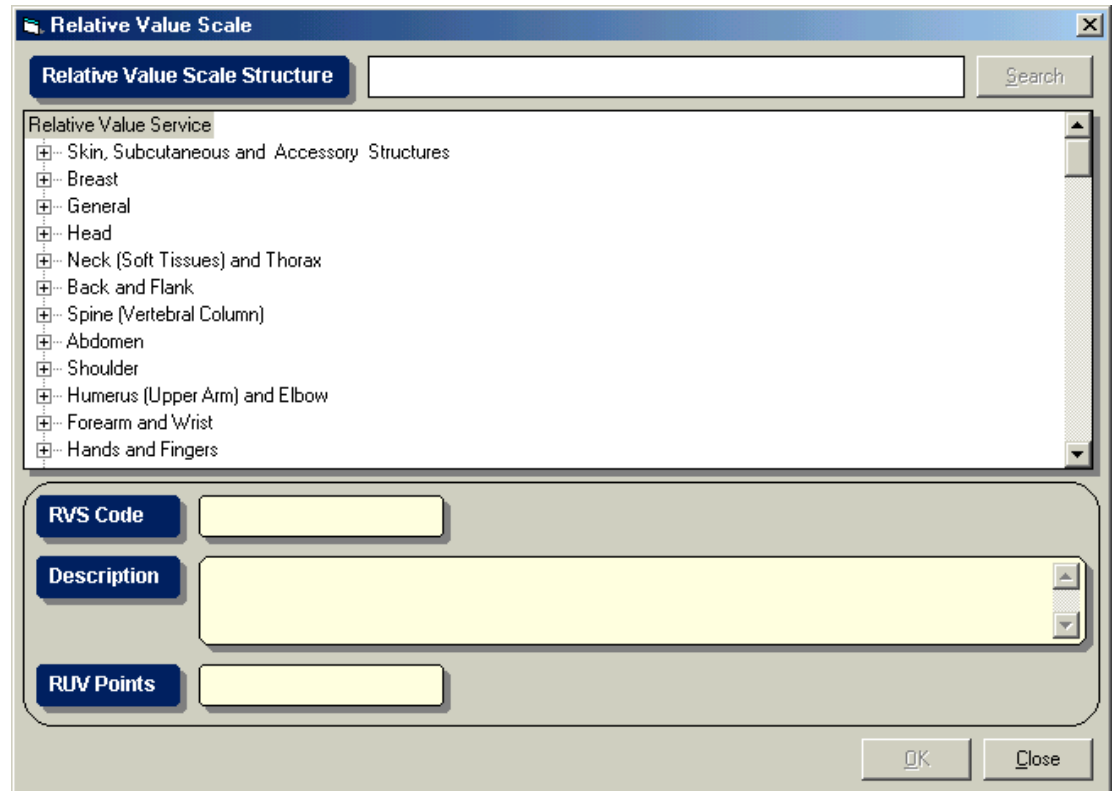 Relative Value Scale
Relative Value Scale Structure Search
Relative Value Service
Skin, Subcutaneous and Accessory Structures
Breast
General
Head
Neck (Soft Tissues) and Thorax
Back and Flank
Spine (Vertebral Column)
Abdomen
Shoulder
Humerus (Upper Arm) and Elbow
Forearm and Wrist
Hands and Fingers
RVS Code
Description
RUV Points
OK Close